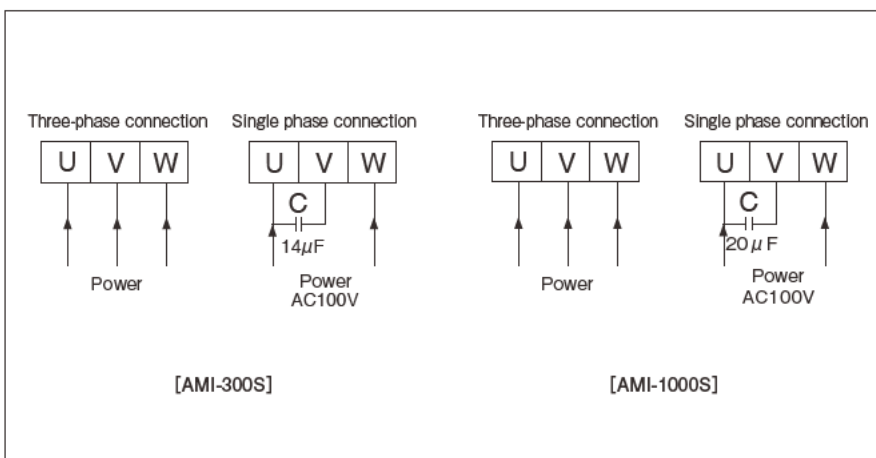 Three-phase connection
U V W
Power
Single phase connection
U V W
C
14μF
Power
AC100V
[AMI-300S]
Three-phase connection
U V W
Power
Single phase connection
U V W
C
20μF
Power
AC100V
[AMI-1000S]